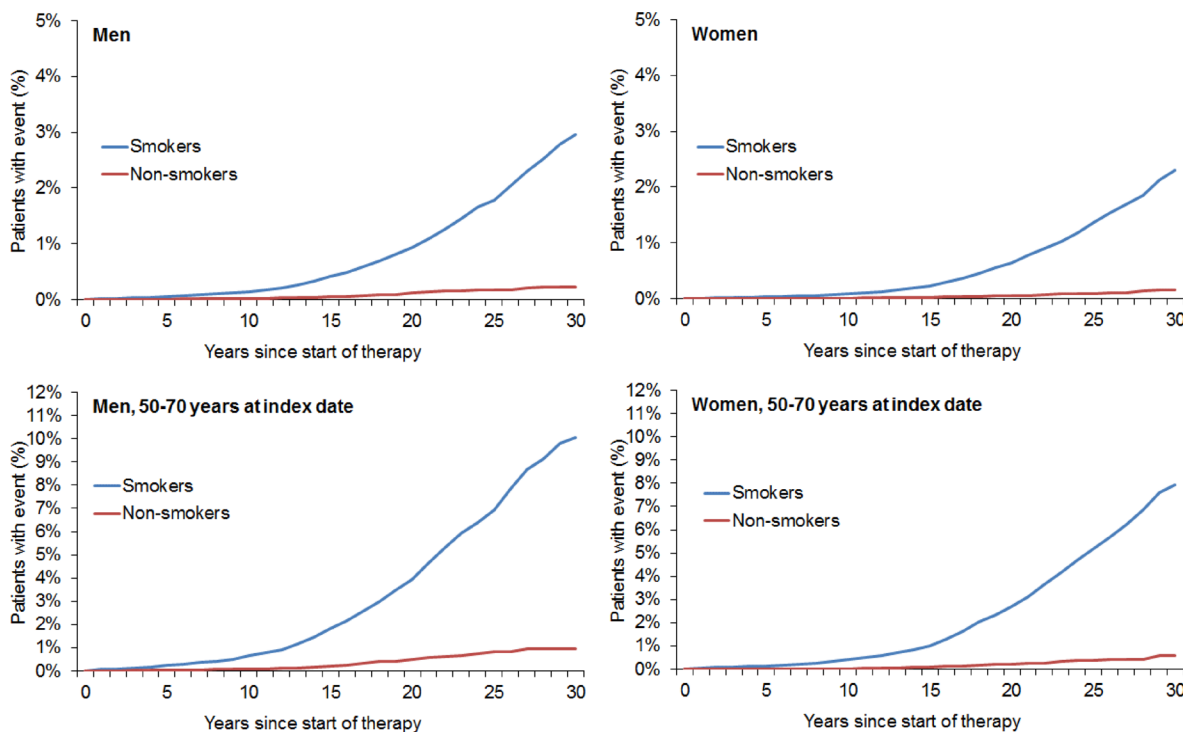 Men
Patients with event (%)
5%
4%
3%
2%
1%
0%
Smokers
Non-smokers
0 5 10 15 20 25 30
Years since start of therapy
Women
Patients with event (%)
5%
4%
3%
2%
1%
0%
Smokers
Non-smokers
0 5 10 15 20 25 30
Years since start of therapy
Men, 50-70 years at index date
Patients with event (%)
12%
11%
10%
9%
8%
7%
6%
5%
4%
3%
2%
1%
0%
Smokers
Non-smokers
0 5 10 15 20 25 30
Years since start of therapy
Women, 50-70 years at index date
Patients with event (%)
12%
11%
10%
9%
8%
7%
6%
5%
4%
3%
2%
1%
0%
Smokers
Non-smokers
0 5 10 15 20 25 30
Years since start of therapy